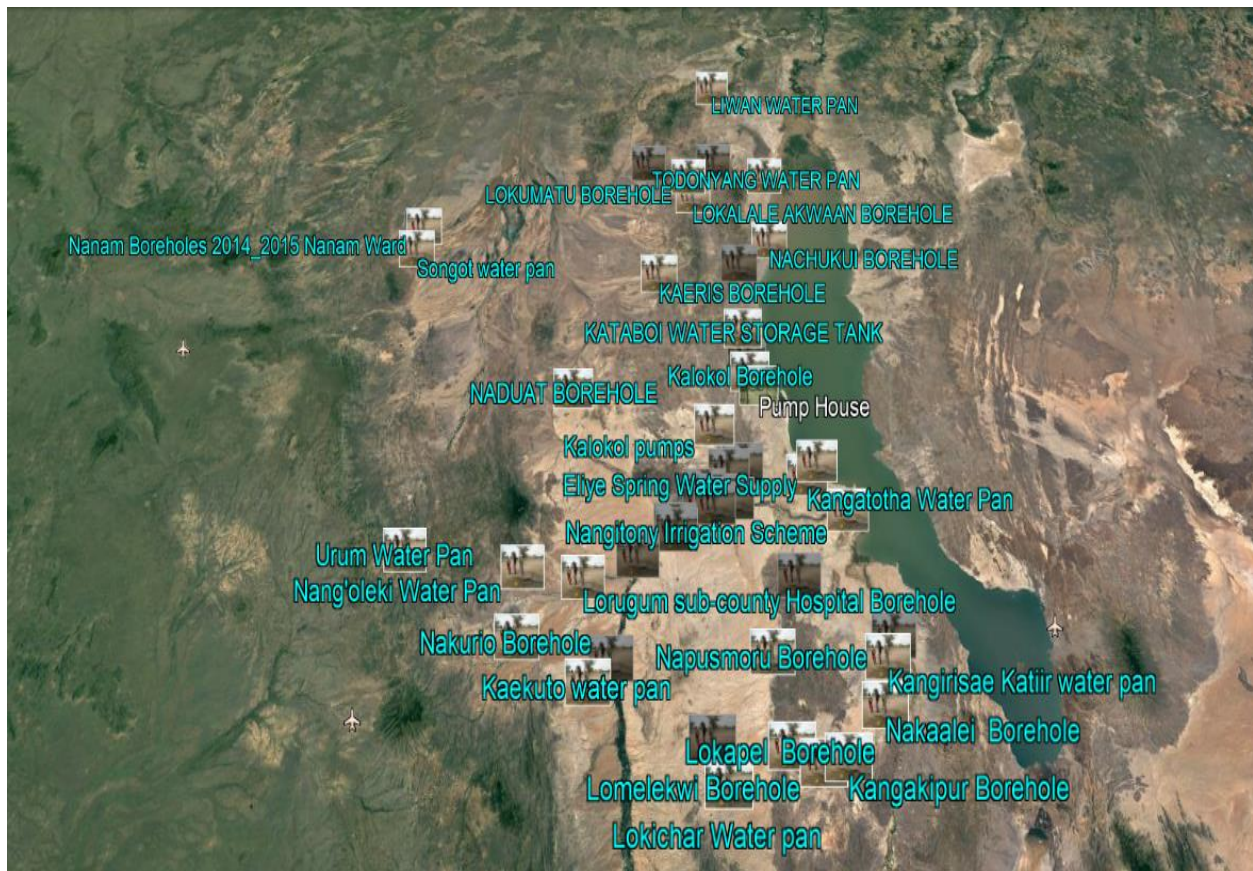 LIWAN WATER PAN
TODONYANG WATER PAN
LOKUMATU BOREHOLE
LOKALALE AKWAAN BOREHOLE
Nanam Boreholes 2014_2015 Nanam Ward
Songot water pan
NACHUKUI BOREHOLE
KAERIS BOREHOLE
KATABOI WATER STORAGE TANK
Kalokol Borehole
NADUAT BOREHOLE
Pump House
Kalokol pumps
Eliye Spring Water Supply
Kangatotha Water Pan
Nangitony Irrigation Scheme
Urum Water Pan
Nang'oleki Water Pan
Lorugum sub-county Hospital Borehole
Nakurio Borehole
Napusmoru Borehole
Kaekuto water pan
Kangirisae Katiir water pan
Nakaalei Borehole
Lokapel Borehole
Lomelekwi Borehole
Kangakipur Borehole
Lokichar Water pan